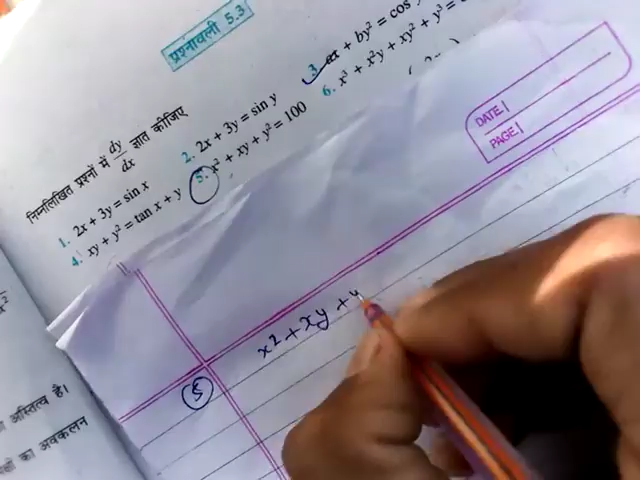 प्रश्नावली 5.3
निम्नलिखित प्रश्नों में dy/dx ज्ञात कीजिए
1. 2x + 3y = sin x
2. 2x + 3y = sin y
3. ax + by² = cos
4. xy + y² = tan x + y
5. x² + xy + y² = 100
6. x³ + x²y + xy² + y³ =
DATE
PAGE
⑤ x² + xy + y
अस्तित्व है।
का अवकलन